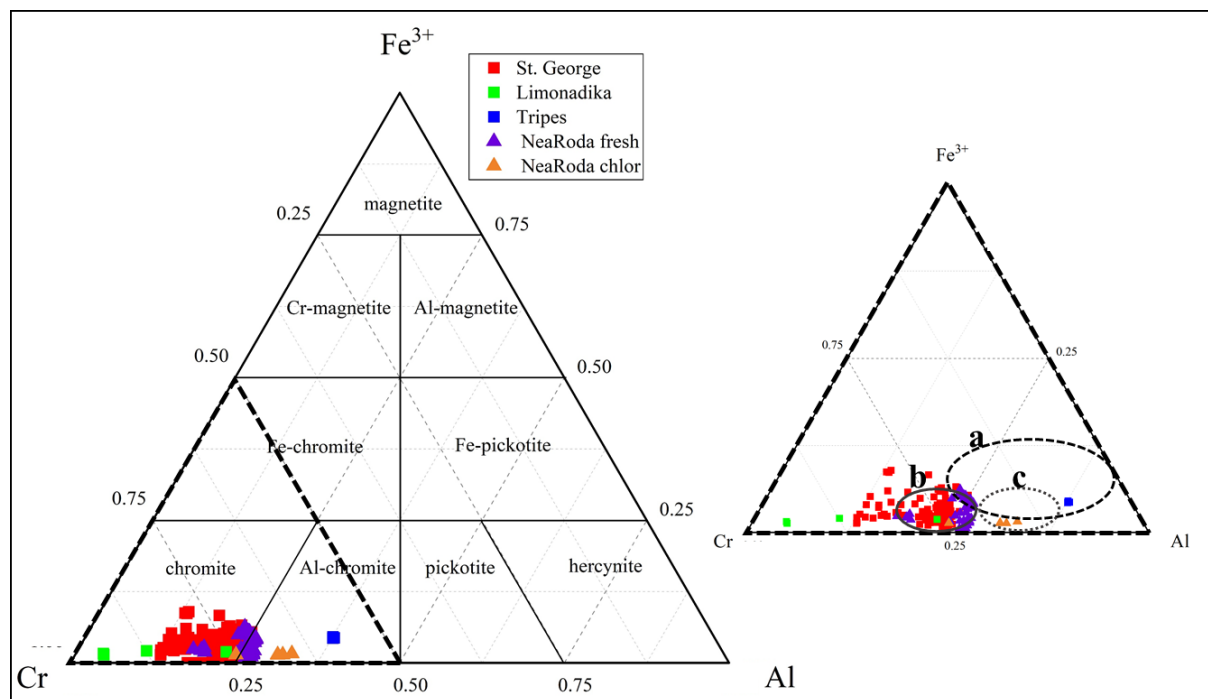 Fe³⁺
St. George
Limonadika
Tripes
NeaRoda fresh
NeaRoda chlor
magnetite
0.25
0.75
Cr-magnetite
Al-magnetite
0.50
0.50
Fe-chromite
Fe-pickotite
0.75
0.25
chromite
Al-chromite
pickotite
hercynite
Cr
0.25
0.50
0.75
Al
Fe³⁺
0.75
0.25
a
b
c
Cr
0.25
Al